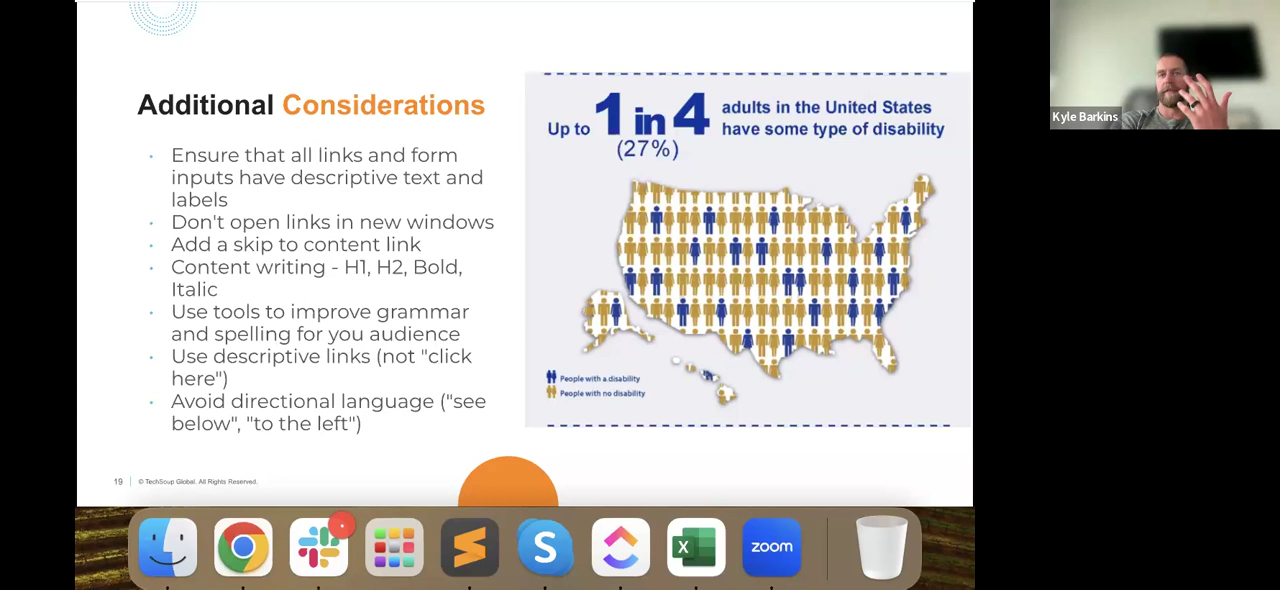 Additional Considerations
Ensure that all links and form
inputs have descriptive text and
labels
Don't open links in new windows
Add a skip to content link
Content writing - H1, H2, Bold,
Italic
Use tools to improve grammar
and spelling for you audience
Use descriptive links (not "click
here")
Avoid directional language ("see
below", "to the left")
Up to 1 in 4 adults in the United States
(27%) have some type of disability
People with a disability
People with no disability
19 © TechSoup Global. All Rights Reserved.
Kyle Barkins
S
X
zoom